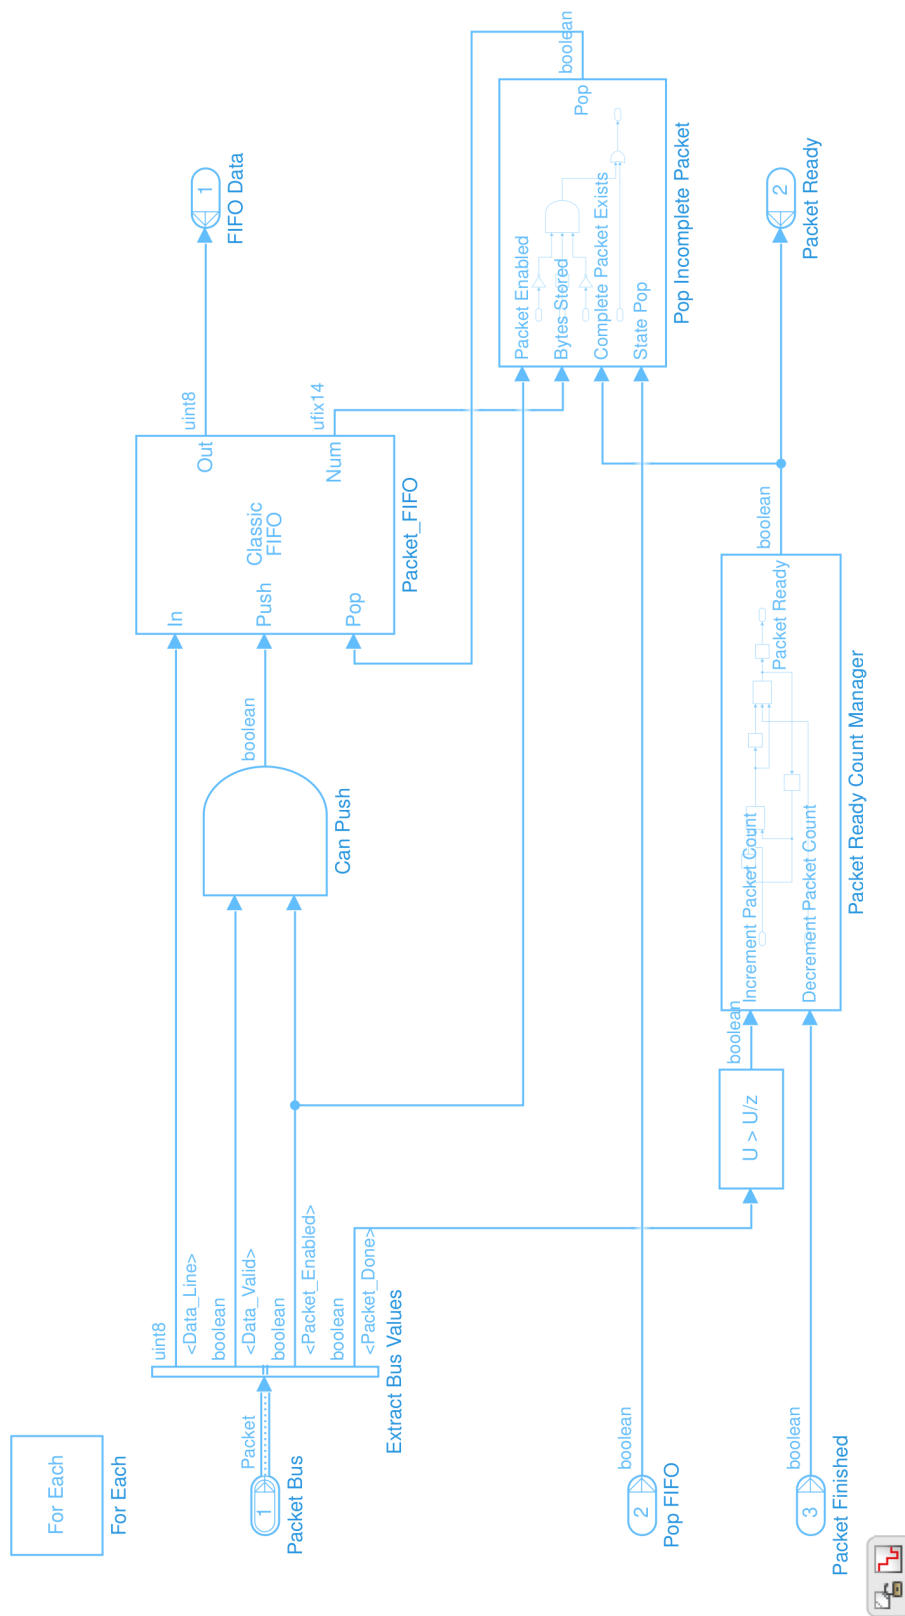 For Each
For Each
Packet
1
Packet Bus
uint8
<Data_Line>
boolean
<Data_Valid>
boolean
<Packet_Enabled>
boolean
<Packet_Done>
Extract Bus Values
boolean
Can Push
In
Push
Pop
Classic
FIFO
Out
Num
Packet_FIFO
uint8
ufix14
1
FIFO Data
boolean
2
Pop FIFO
Packet Enabled
Bytes Stored
Complete Packet Exists
State Pop
Pop
Pop Incomplete Packet
boolean
boolean
3
Packet Finished
U > U/z
boolean
Increment Packet Count
Decrement Packet Count
Packet Ready
Packet Ready Count Manager
boolean
2
Packet Ready